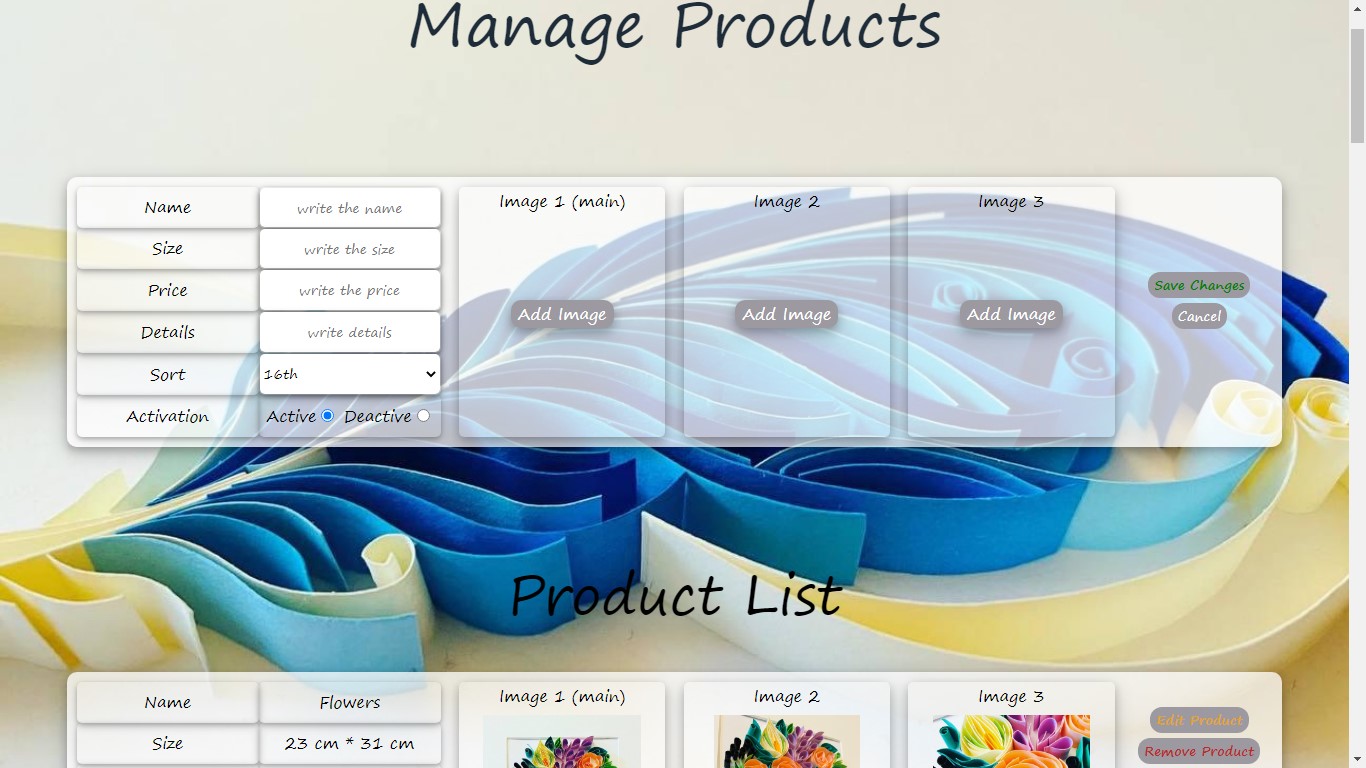 Manage Products
Name
write the name
Size
write the size
Price
write the price
Details
write details
Sort
16th
Activation
Active Deactive
Image 1 (main)
Add Image
Image 2
Add Image
Image 3
Add Image
Save Changes
Cancel
Product List
Name
Flowers
Size
23 cm * 31 cm
Image 1 (main)
Image 2
Image 3
Edit Product
Remove Product